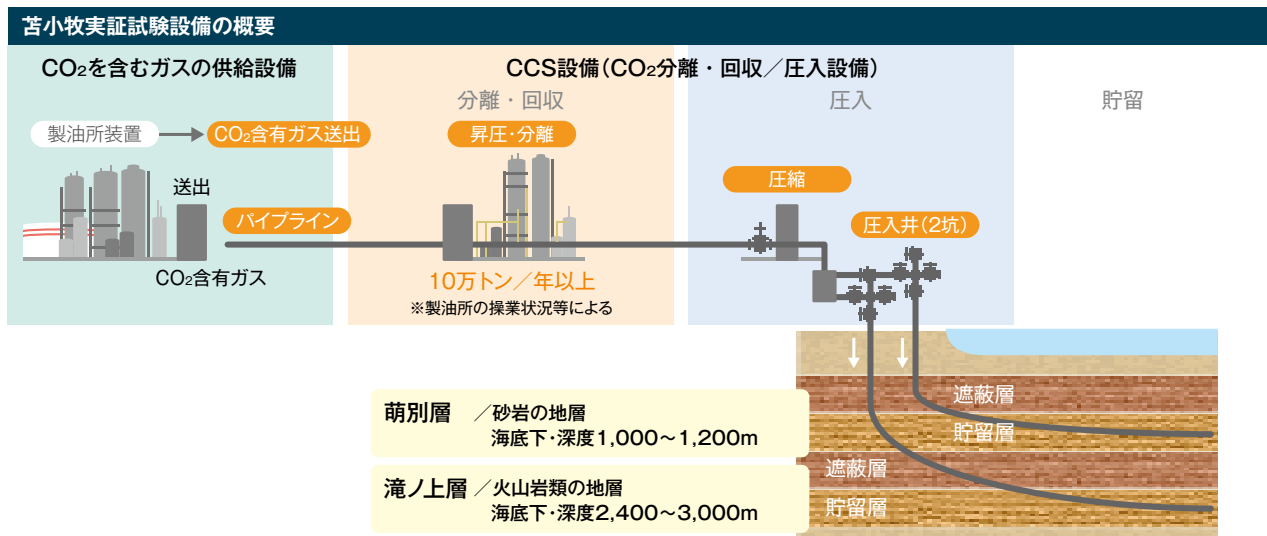 苫小牧実証試験設備の概要
CO₂を含むガスの供給設備
CCS設備(CO₂分離・回収/圧入設備)
分離・回収
圧入
貯留
製油所装置
CO₂含有ガス送出
昇圧・分離
圧縮
送出
パイプライン
圧入井(2坑)
CO₂含有ガス
10万トン/年以上
※製油所の操業状況等による
遮蔽層
貯留層
遮蔽層
貯留層
萌別層 /砂岩の地層
海底下・深度1,000〜1,200m
滝ノ上層 /火山岩類の地層
海底下・深度2,400〜3,000m